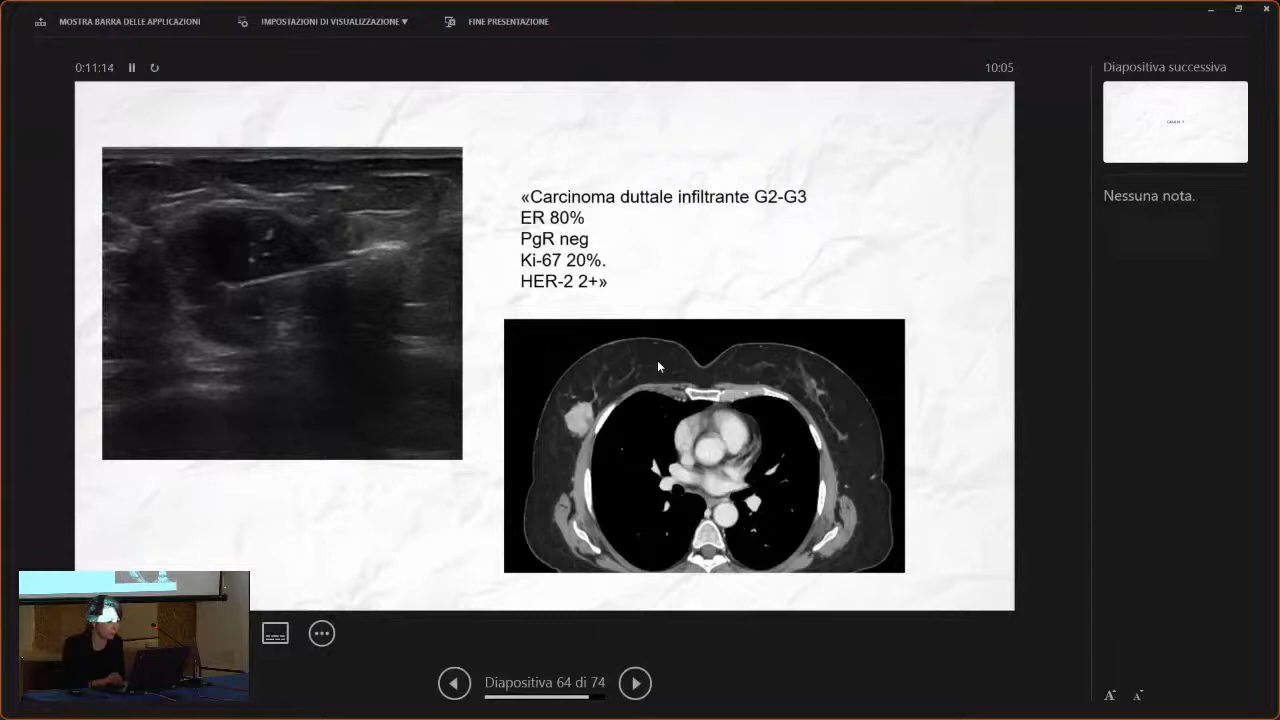 MOSTRA BARRA DELLE APPLICAZIONI
IMPOSTAZIONI DI VISUALIZZAZIONE ▼
FINE PRESENTAZIONE
0:11:14
10:05
Diapositiva successiva
Nessuna nota.
«Carcinoma duttale infiltrante G2-G3
ER 80%
PgR neg
Ki-67 20%.
HER-2 2+»
Diapositiva 64 di 74
A A